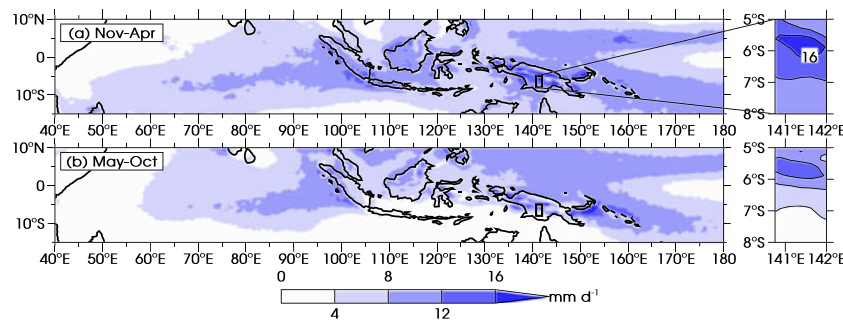 10°N
(a) Nov-Apr
0
10°S
40°E 50°E 60°E 70°E 80°E 90°E 100°E 110°E 120°E 130°E 140°E 150°E 160°E 170°E 180°E
5°S
6°S
16
7°S
8°S
141°E 142°E
10°N
(b) May-Oct
0
10°S
40°E 50°E 60°E 70°E 80°E 90°E 100°E 110°E 120°E 130°E 140°E 150°E 160°E 170°E 180°
5°S
6°S
7°S
8°S
141°E 142°E
0 8 16
mm d⁻¹
4 12